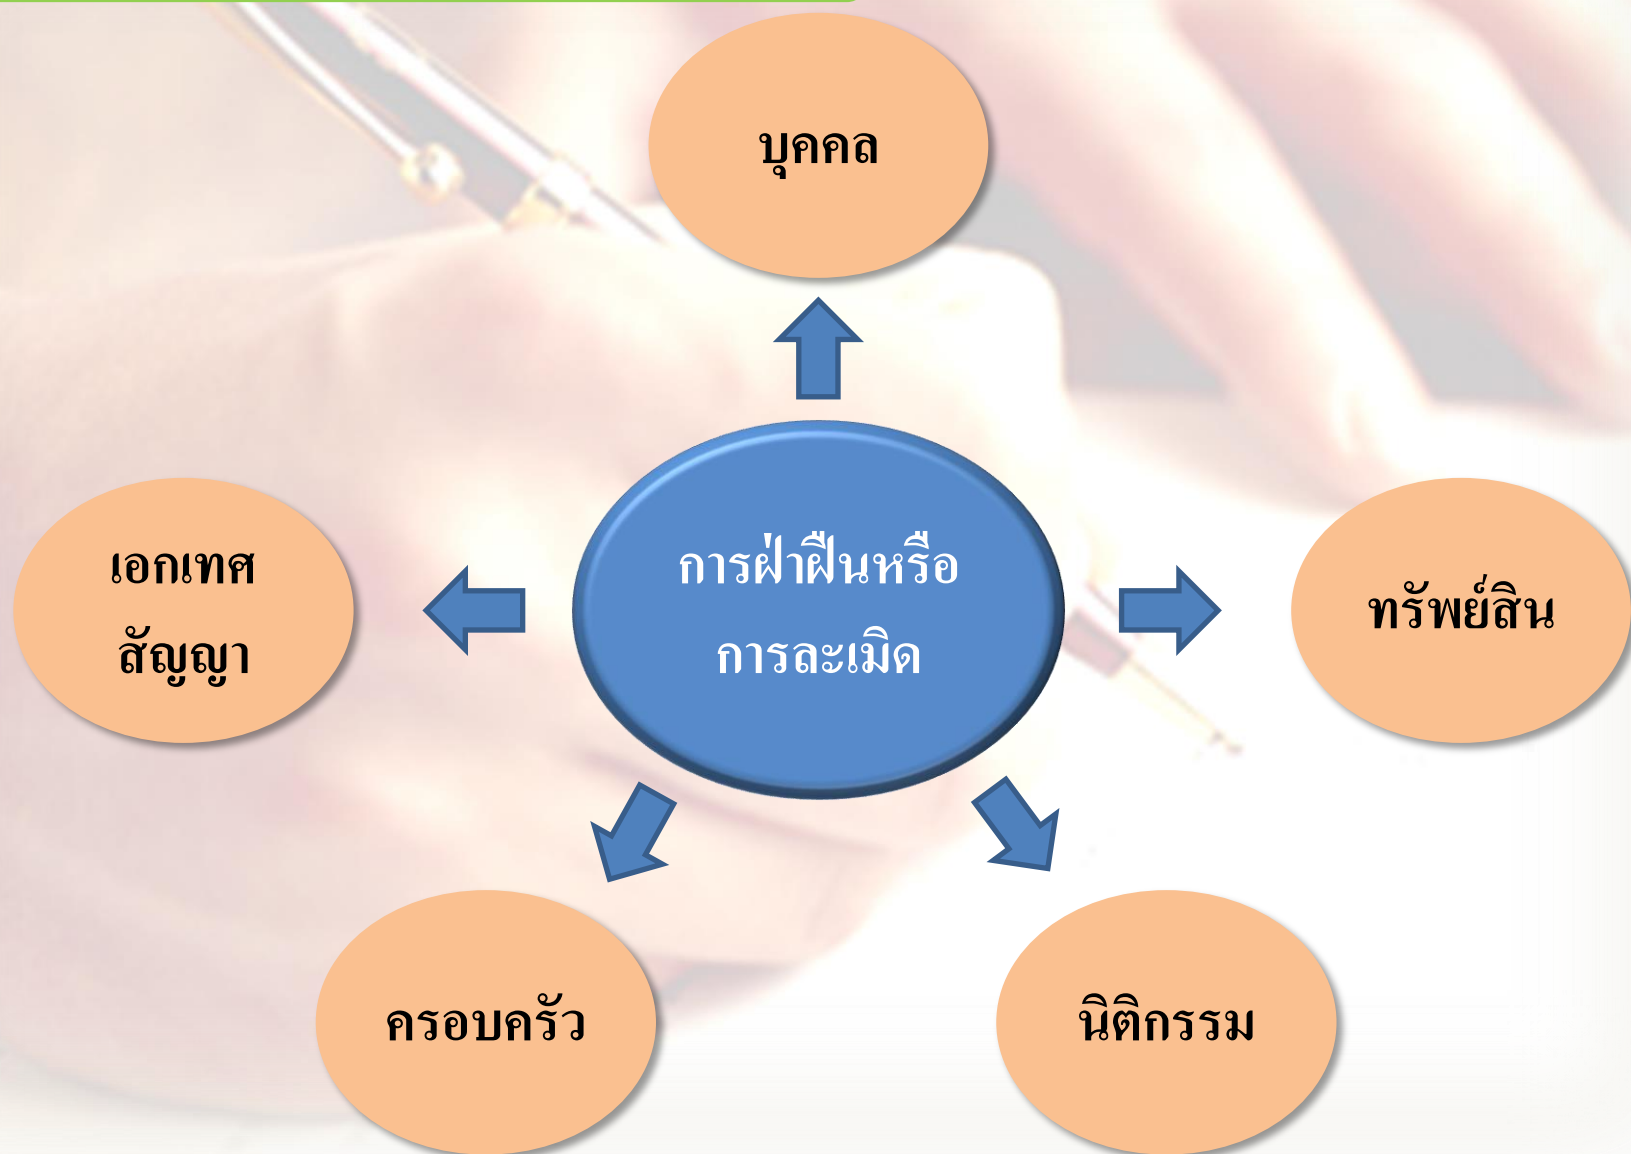 บุคคล
เอกเทศ
สัญญา
การฝ่าฝืนหรือ
การละเมิด
ทรัพย์สิน
ครอบครัว
นิติกรรม